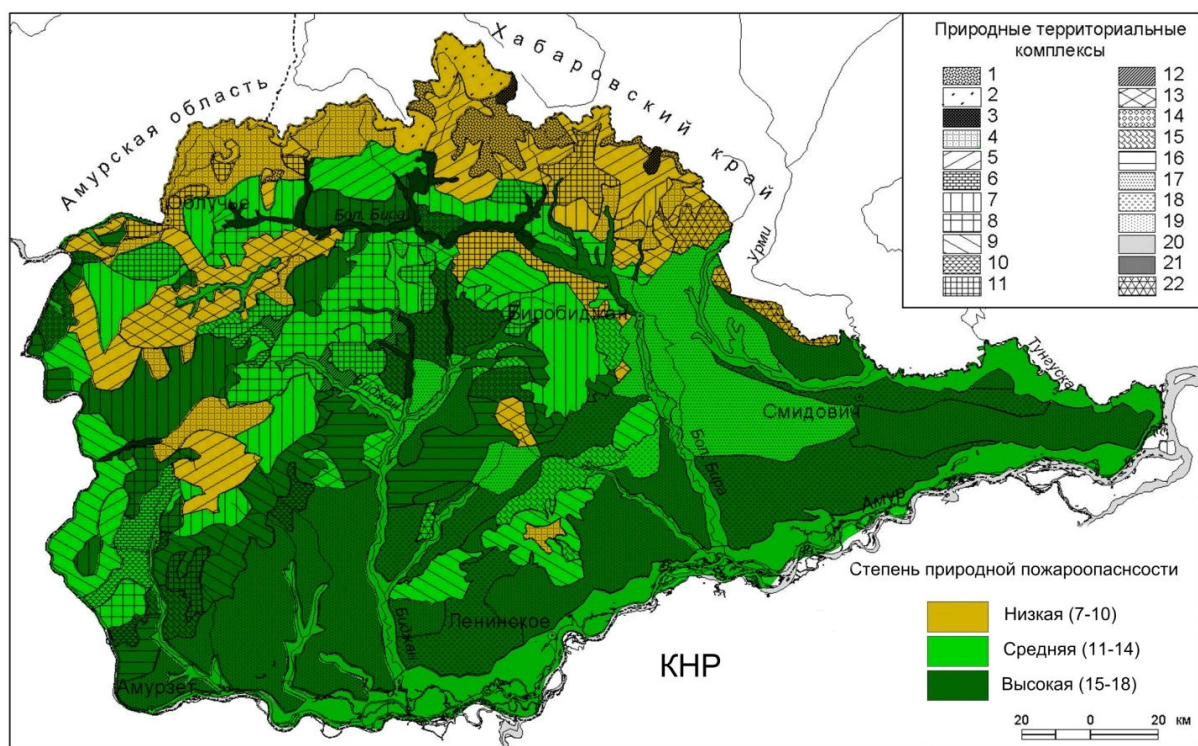 Хабаровский край
Амурская область
Природные территориальные
комплексы
1
2
3
4
5
6
7
8
9
10
11
12
13
14
15
16
17
18
19
20
21
22
Облучье
Бол. Бира
Урми
Биробиджан
Тунгуска
Биджан
Смидович
Бол. Бира
Амур
Ленинское
Биджан
Амурзет
КНР
Степень природной пожароопаснсости
Низкая (7-10)
Средняя (11-14)
Высокая (15-18)
20 0 20 км